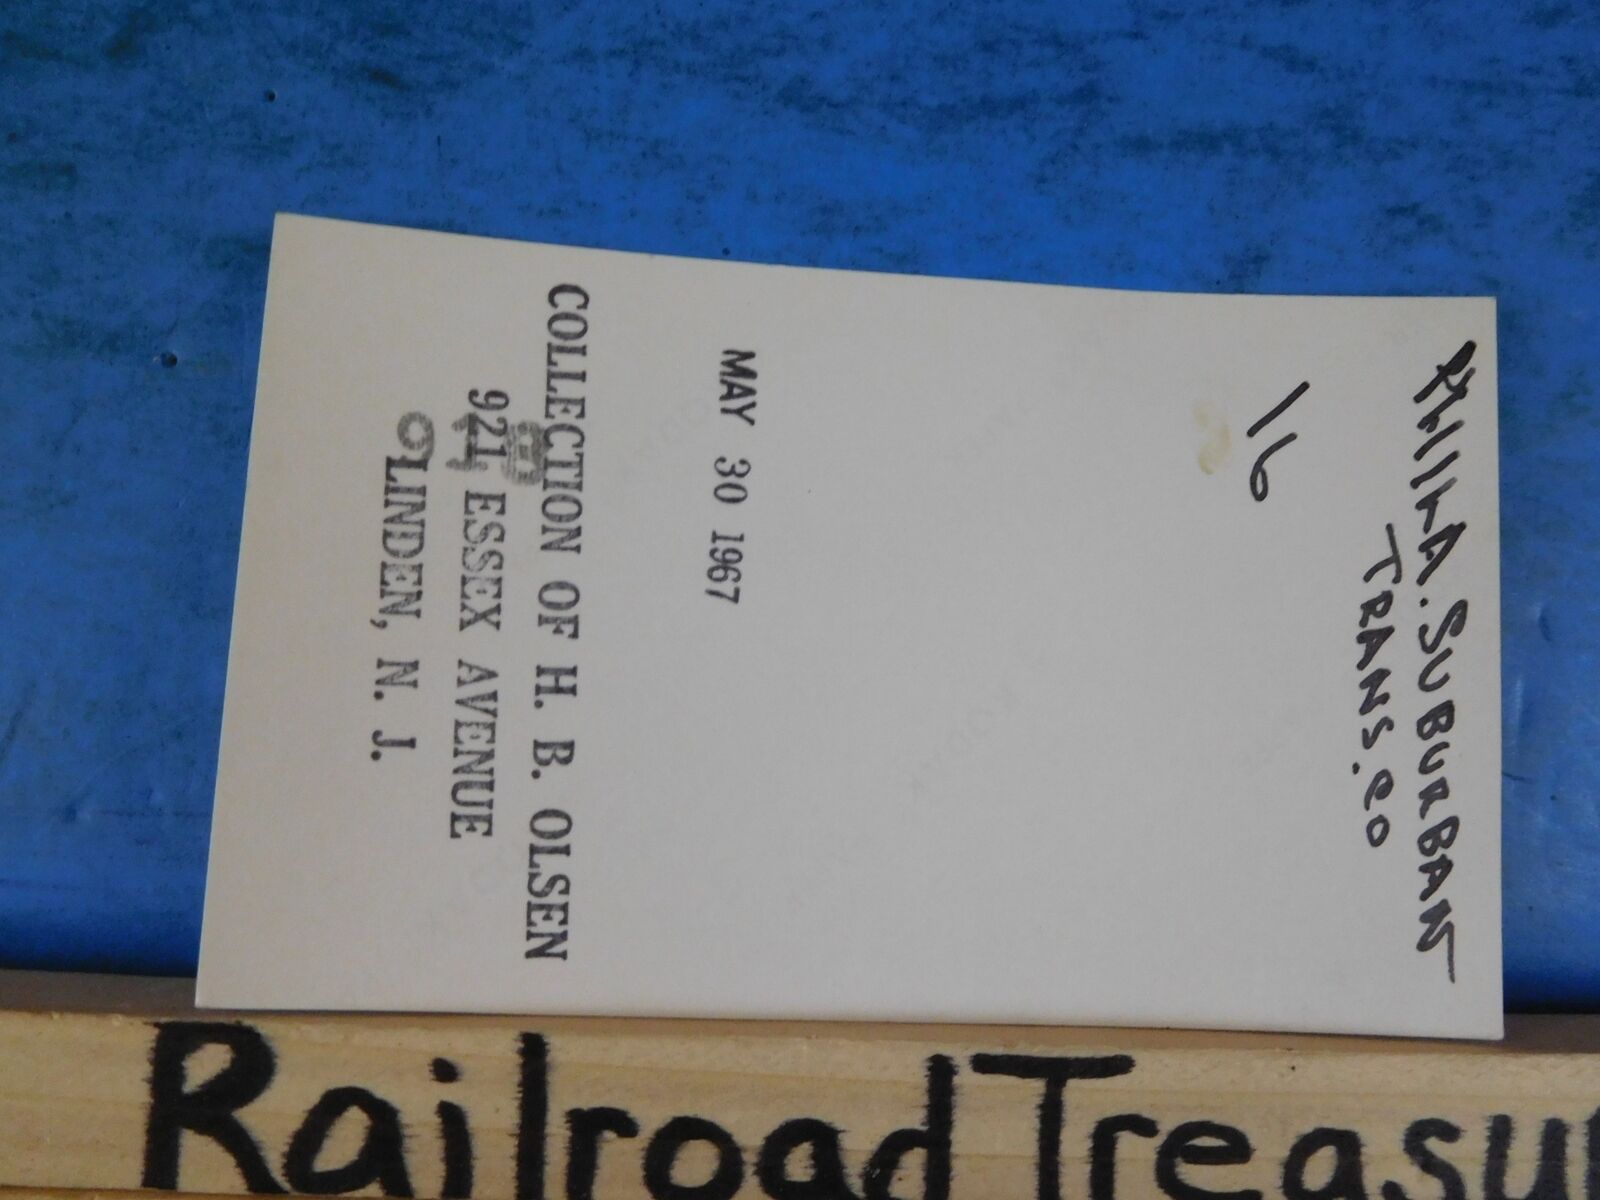 PHILA. SUBURBAN
TRANS. CO
16
MAY 30 1967
COLLECTION OF H. B. OLSEN
921 ESSEX AVENUE
LINDEN, N. J.
RailroadTreasu